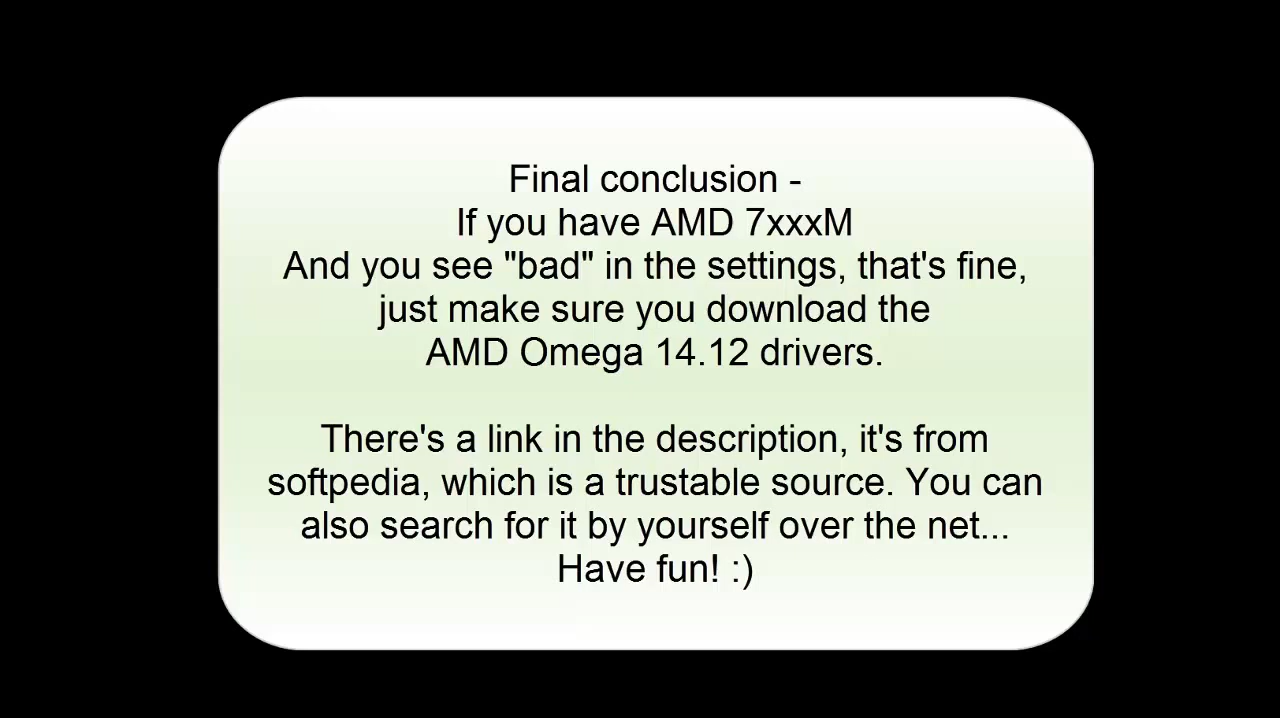 Final conclusion -
If you have AMD 7xxxM
And you see "bad" in the settings, that's fine,
just make sure you download the
AMD Omega 14.12 drivers.
There's a link in the description, it's from
softpedia, which is a trustable source. You can
also search for it by yourself over the net...
Have fun! :)